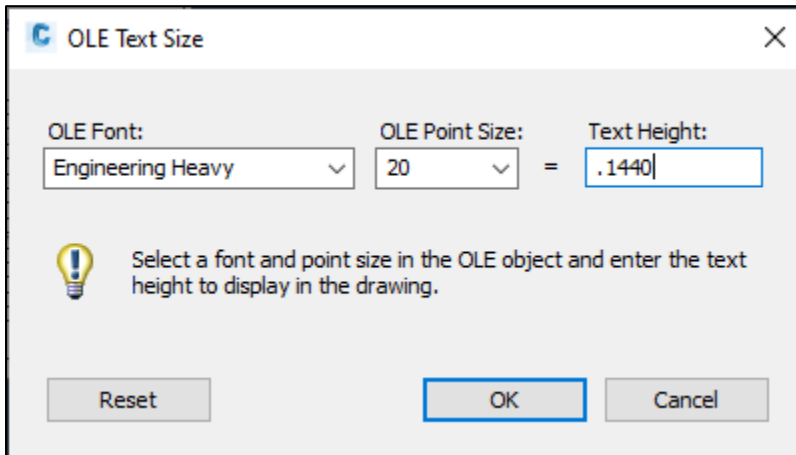 OLE Text Size
OLE Font: OLE Point Size: Text Height:
Engineering Heavy 20 = .1440
Select a font and point size in the OLE object and enter the text
height to display in the drawing.
Reset OK Cancel